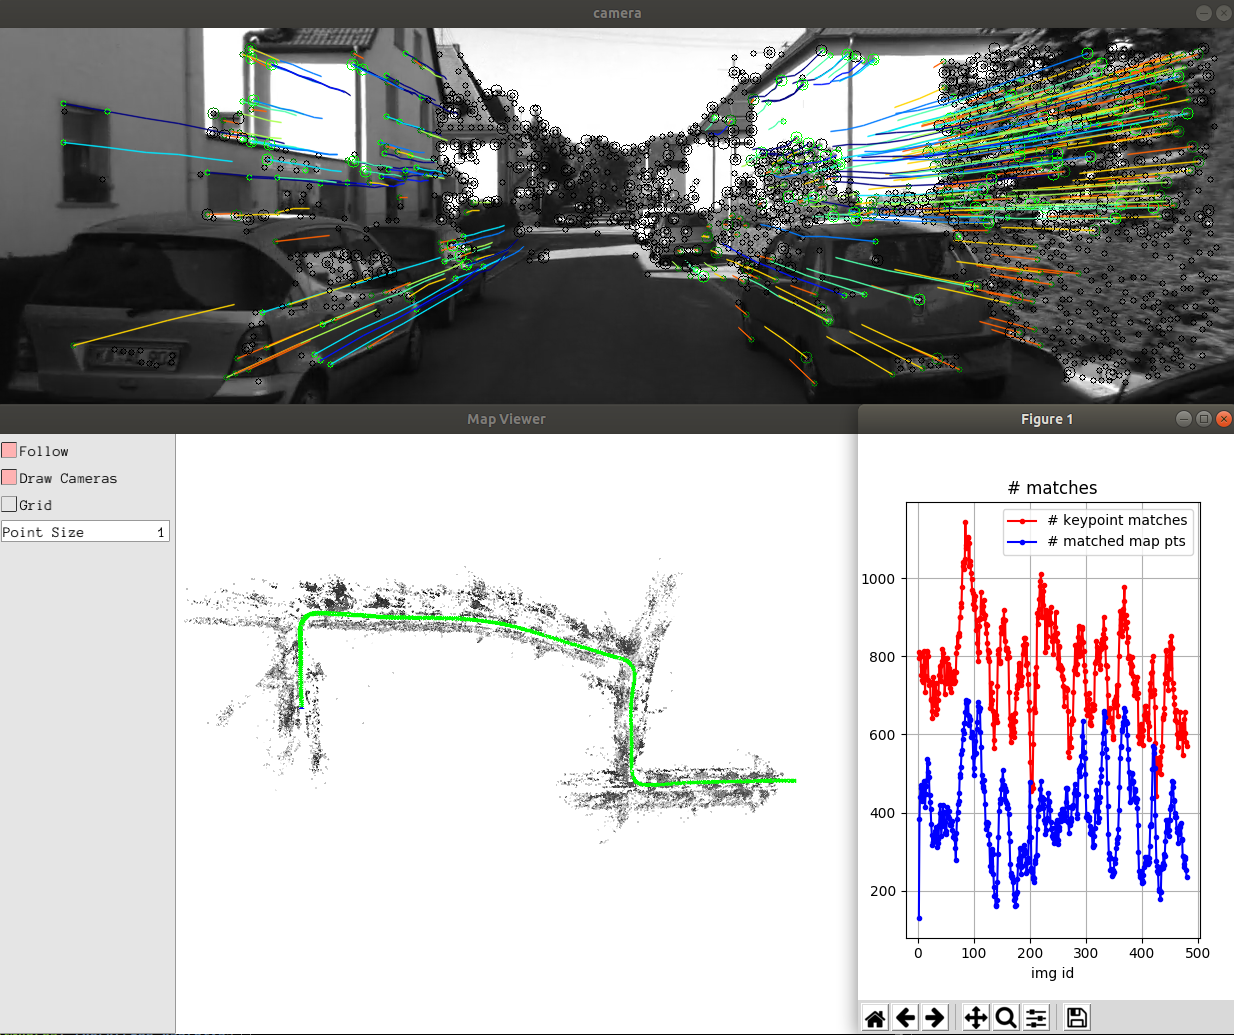 camera
Map Viewer
Follow
Draw Cameras
Grid
Point Size 1
Figure 1
# matches
# keypoint matches
# matched map pts
1000
800
600
400
200
0 100 200 300 400 500
img id